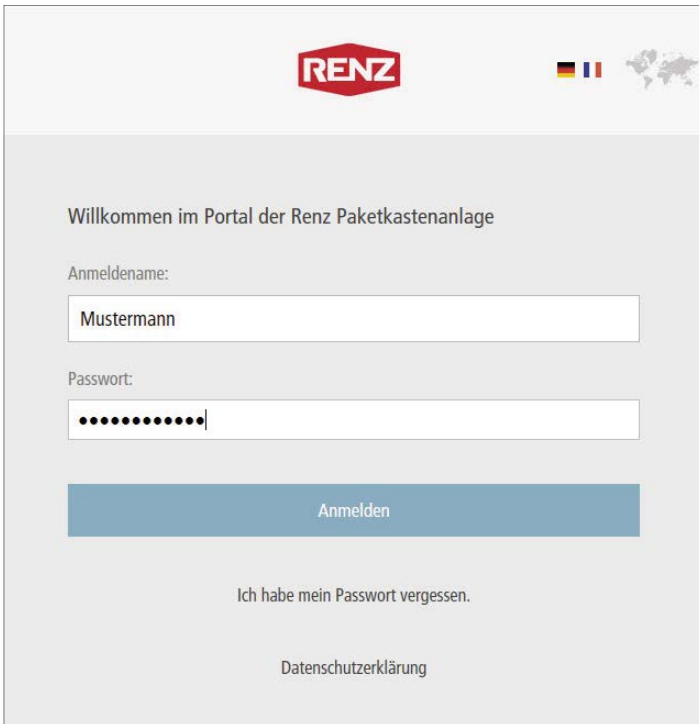 RENZ
Willkommen im Portal der Renz Paketkastenanlage
Anmeldename:
Mustermann
Passwort:
●●●●●●●●●●●●
Anmelden
Ich habe mein Passwort vergessen.
Datenschutzerklärung